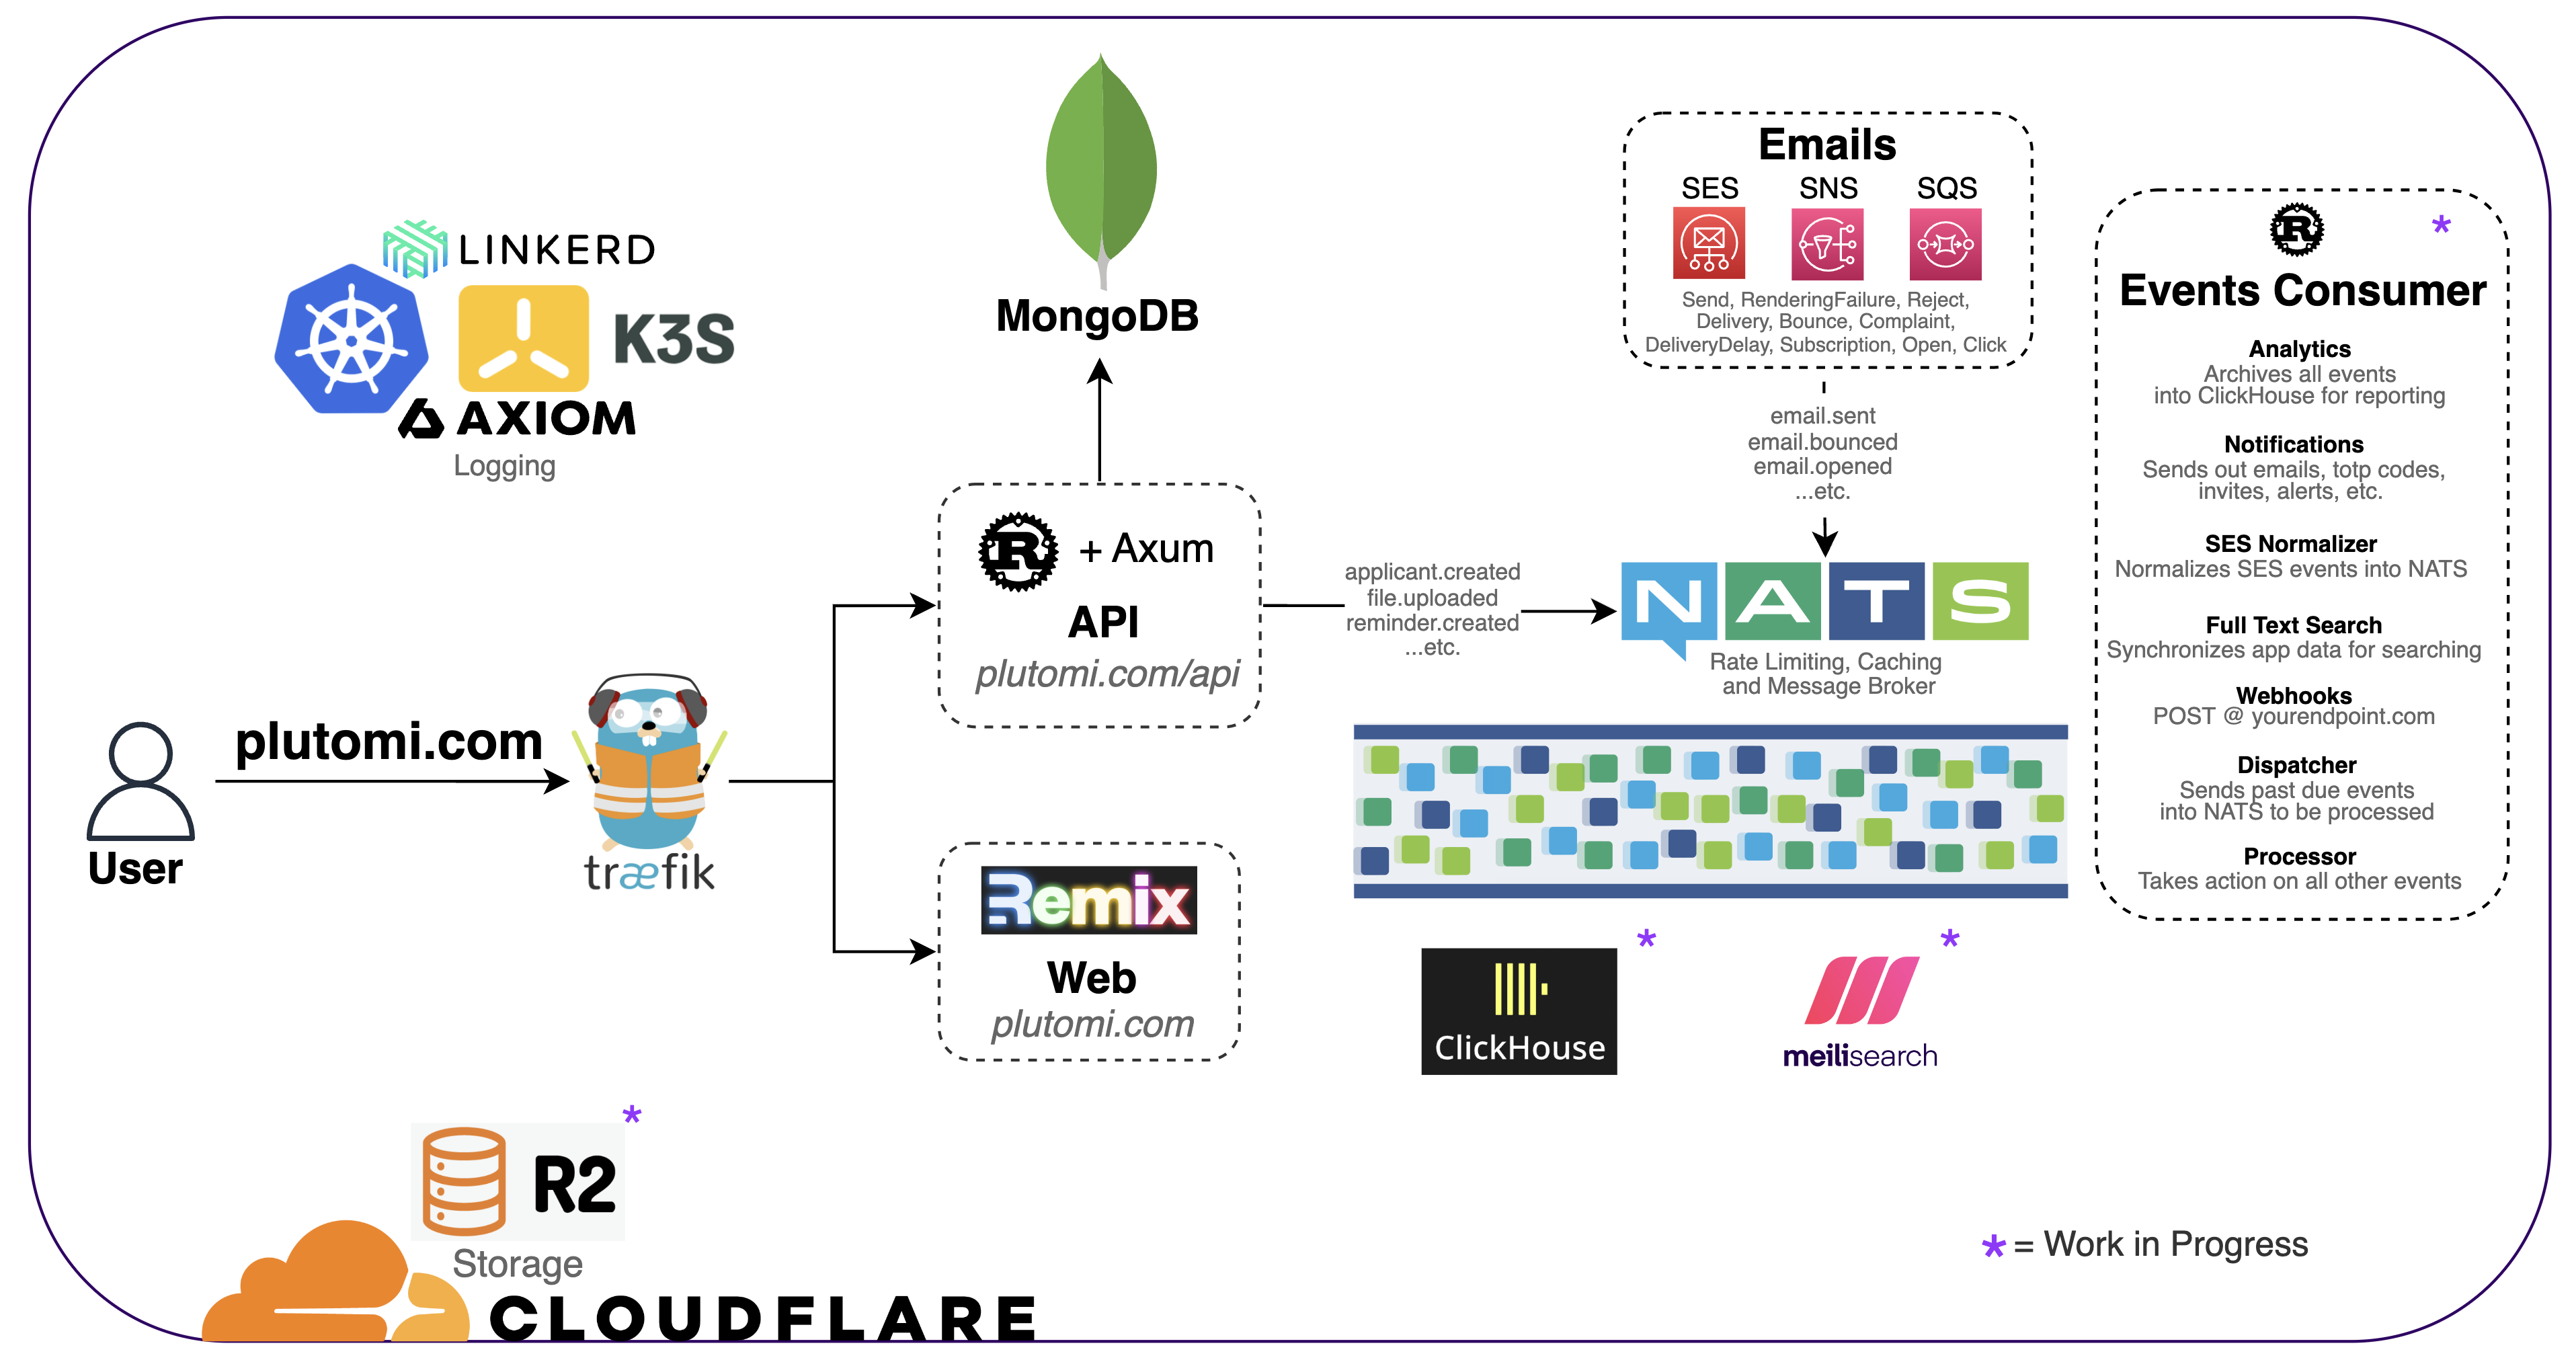 LINKERD
K3S
AXIOM
Logging
MongoDB
Emails
SES SNS SQS
Send, RenderingFailure, Reject,
Delivery, Bounce, Complaint,
DeliveryDelay, Subscription, Open, Click
email.sent
email.bounced
email.opened
...etc.
R
*
Events Consumer
Analytics
Archives all events
into ClickHouse for reporting
Notifications
Sends out emails, totp codes,
invites, alerts, etc.
SES Normalizer
Normalizes SES events into NATS
Full Text Search
Synchronizes app data for searching
Webhooks
POST @ yourendpoint.com
Dispatcher
Sends past due events
into NATS to be processed
Processor
Takes action on all other events
R + Axum
API
plutomi.com/api
applicant.created
file.uploaded
reminder.created
...etc.
NATS
Rate Limiting, Caching
and Message Broker
User
plutomi.com
træfik
Remix
Web
plutomi.com
*
ClickHouse
*
meilisearch
*
R2
Storage
CLOUDFLARE
* = Work in Progress